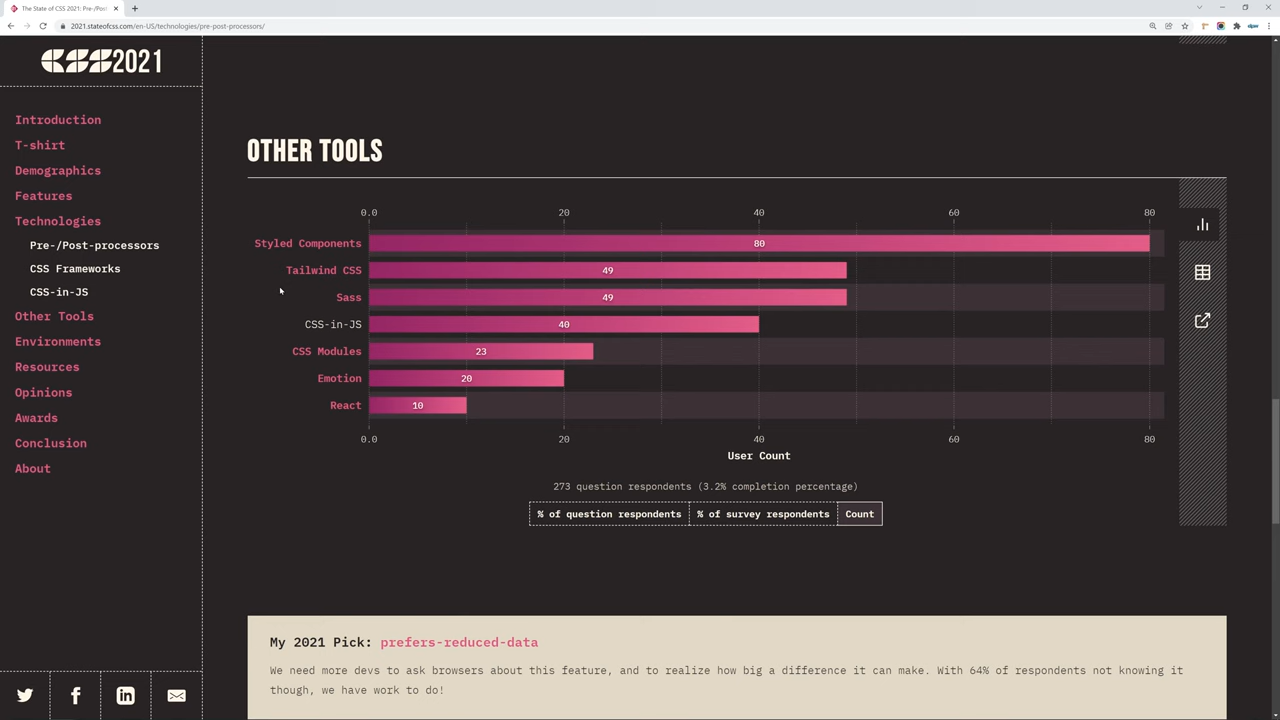 The State of CSS 2021: Pre-/Pos
2021.stateofcss.com/en-US/technologies/pre-post-processors/
CSS2021
Introduction
T-shirt
Demographics
Features
Technologies
Pre-/Post-processors
CSS Frameworks
CSS-in-JS
Other Tools
Environments
Resources
Opinions
Awards
Conclusion
About
OTHER TOOLS
0.0 20 40 60 80
Styled Components 80
Tailwind CSS 49
Sass 49
CSS-in-JS 40
CSS Modules 23
Emotion 20
React 10
0.0 20 40 60 80
User Count
273 question respondents (3.2% completion percentage)
% of question respondents % of survey respondents Count
My 2021 Pick: prefers-reduced-data
We need more devs to ask browsers about this feature, and to realize how big a difference it can make. With 64% of respondents not knowing it
though, we have work to do!